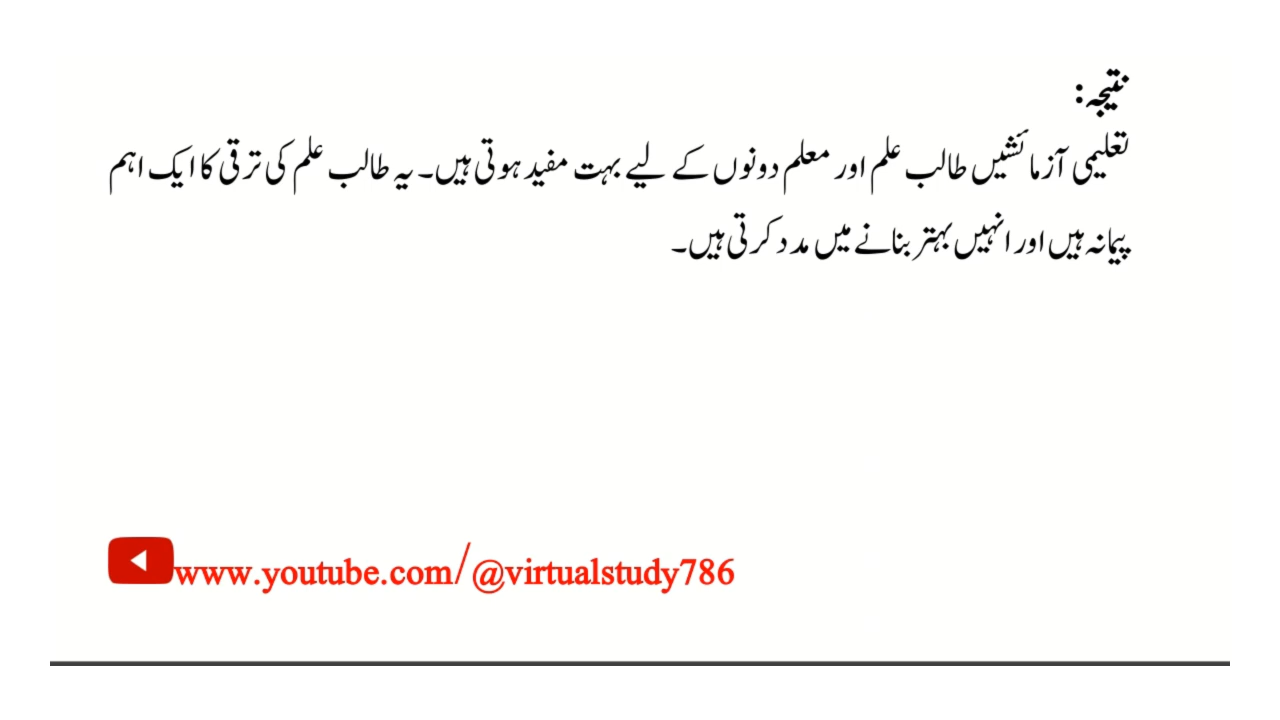 نتیجہ:
تعلیمی آزمائشیں طالب علم اور معلم دونوں کے لیے بہت مفید ہوتی ہیں۔ یہ طالب علم کی ترقی کا ایک اہم
پیمانہ ہیں اور انہیں بہتر بنانے میں مدد کرتی ہیں۔
www.youtube.com/@virtualstudy786